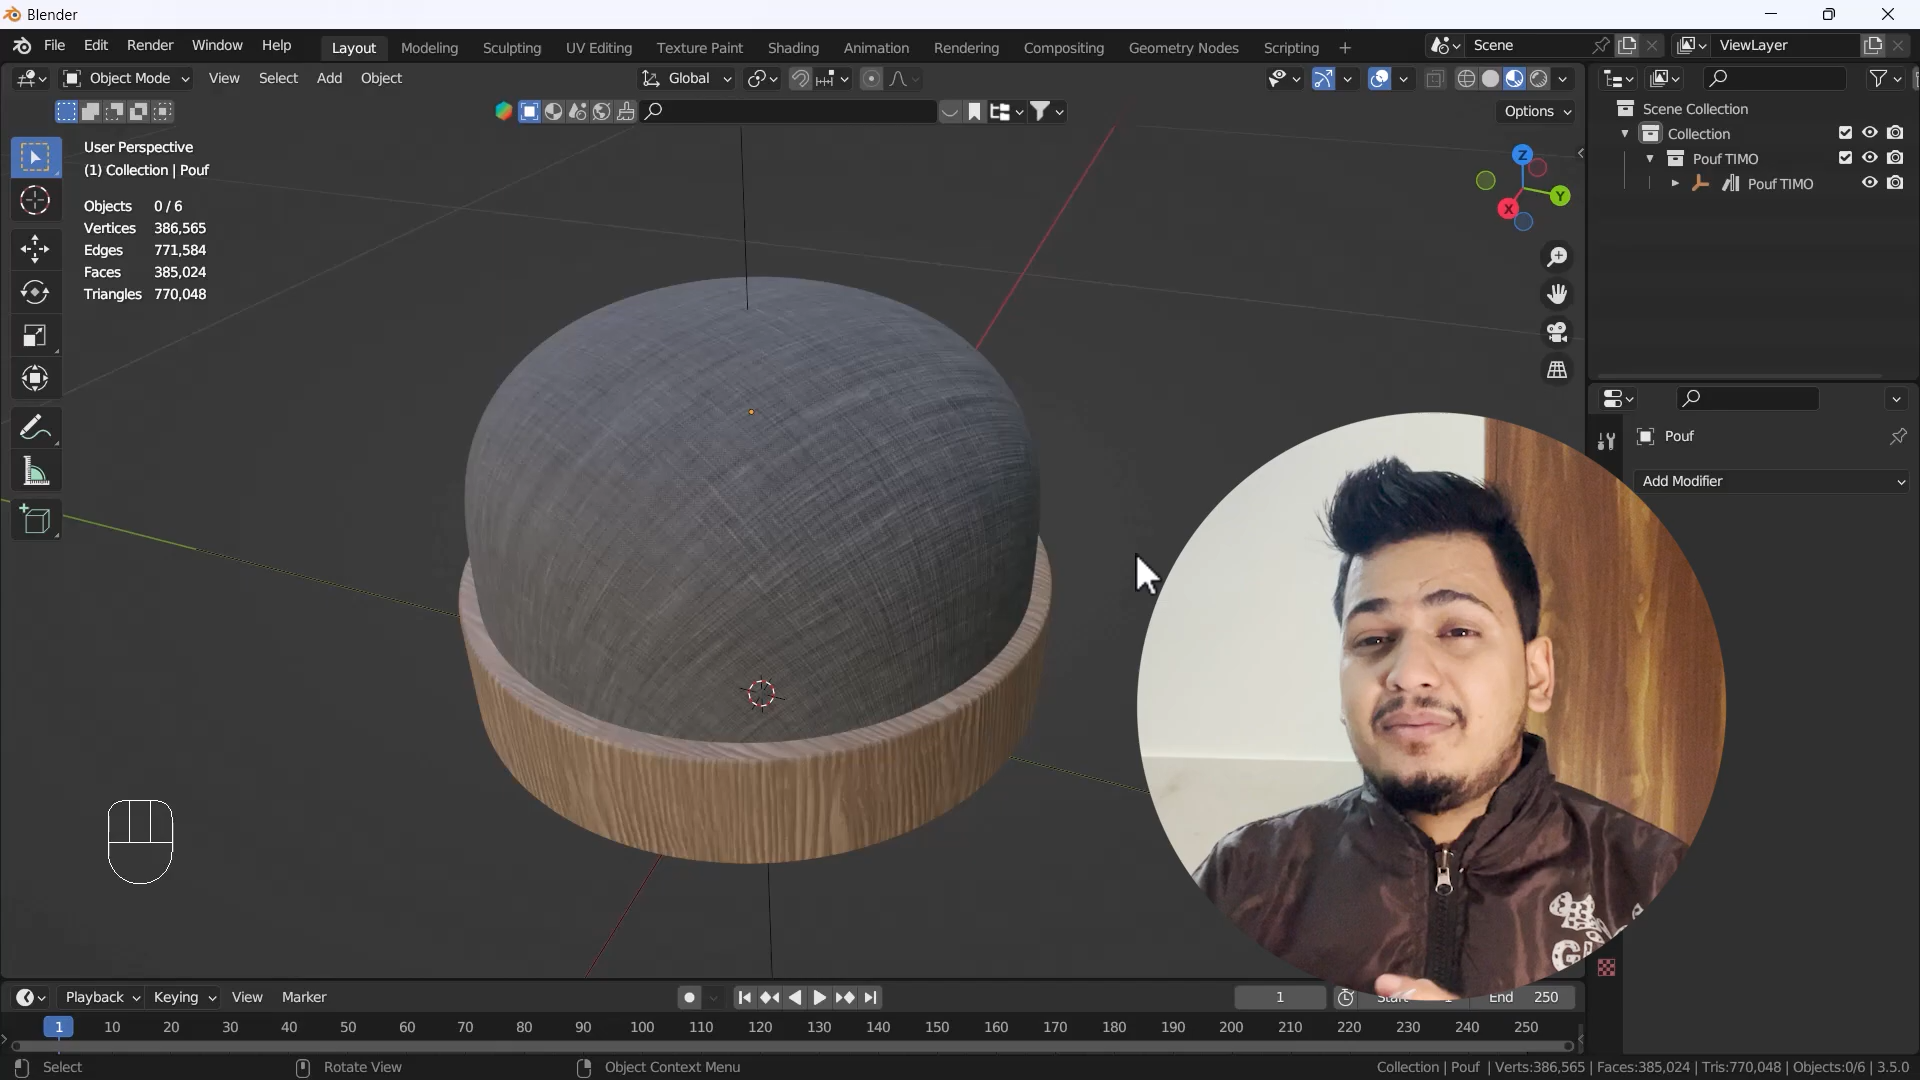 Blender
File Edit Render Window Help Layout Modeling Sculpting UV Editing Texture Paint Shading Animation Rendering Compositing Geometry Nodes Scripting + Scene ViewLayer
Object Mode View Select Add Object Global
Options
User Perspective
(1) Collection | Pouf
Objects 0 / 6
Vertices 386,565
Edges 771,584
Faces 385,024
Triangles 770,048
Z
Y
X
Scene Collection
Collection
Pouf TIMO
Pouf TIMO
Pouf
Add Modifier
Playback Keying View Marker 1 Start 1 End 250
1 10 20 30 40 50 60 70 80 90 100 110 120 130 140 150 160 170 180 190 200 210 220 230 240 250
Select Rotate View Object Context Menu Collection | Pouf | Verts:386,565 | Faces:385,024 | Tris:770,048 | Objects:0/6 | 3.5.0